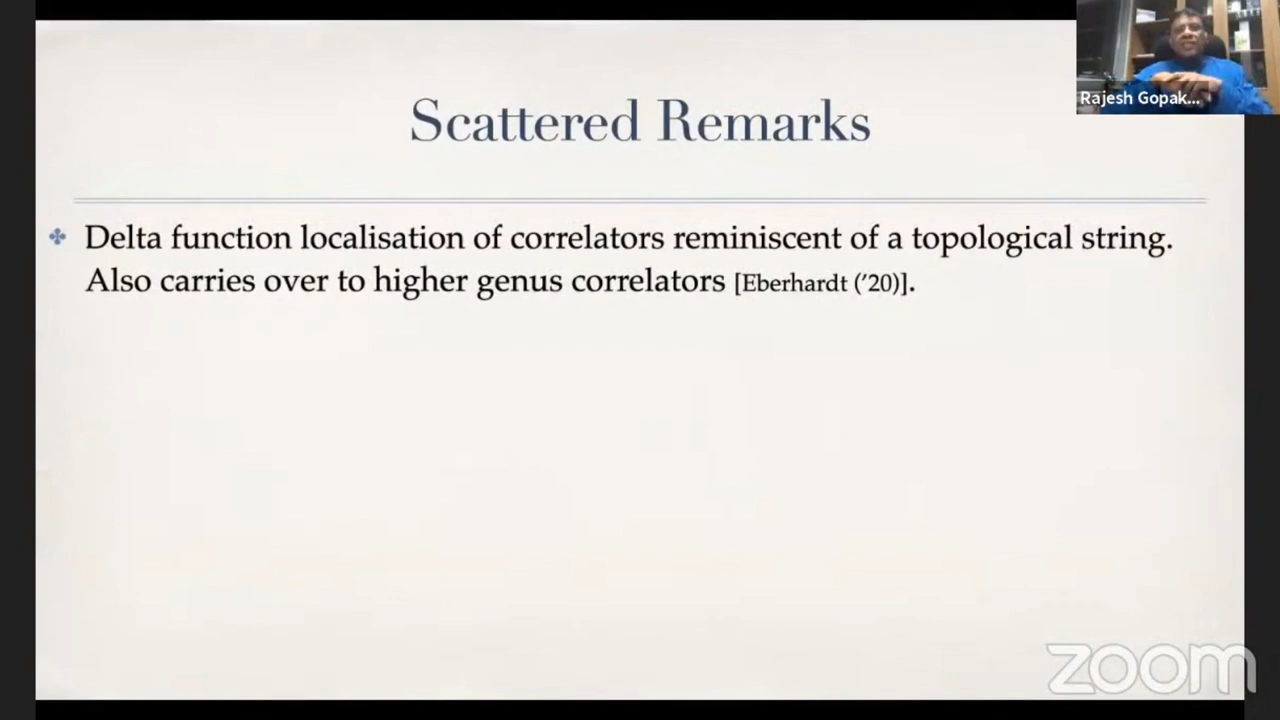 Rajesh Gopak...
Scattered Remarks
Delta function localisation of correlators reminiscent of a topological string.
Also carries over to higher genus correlators [Eberhardt ('20)].
zoom